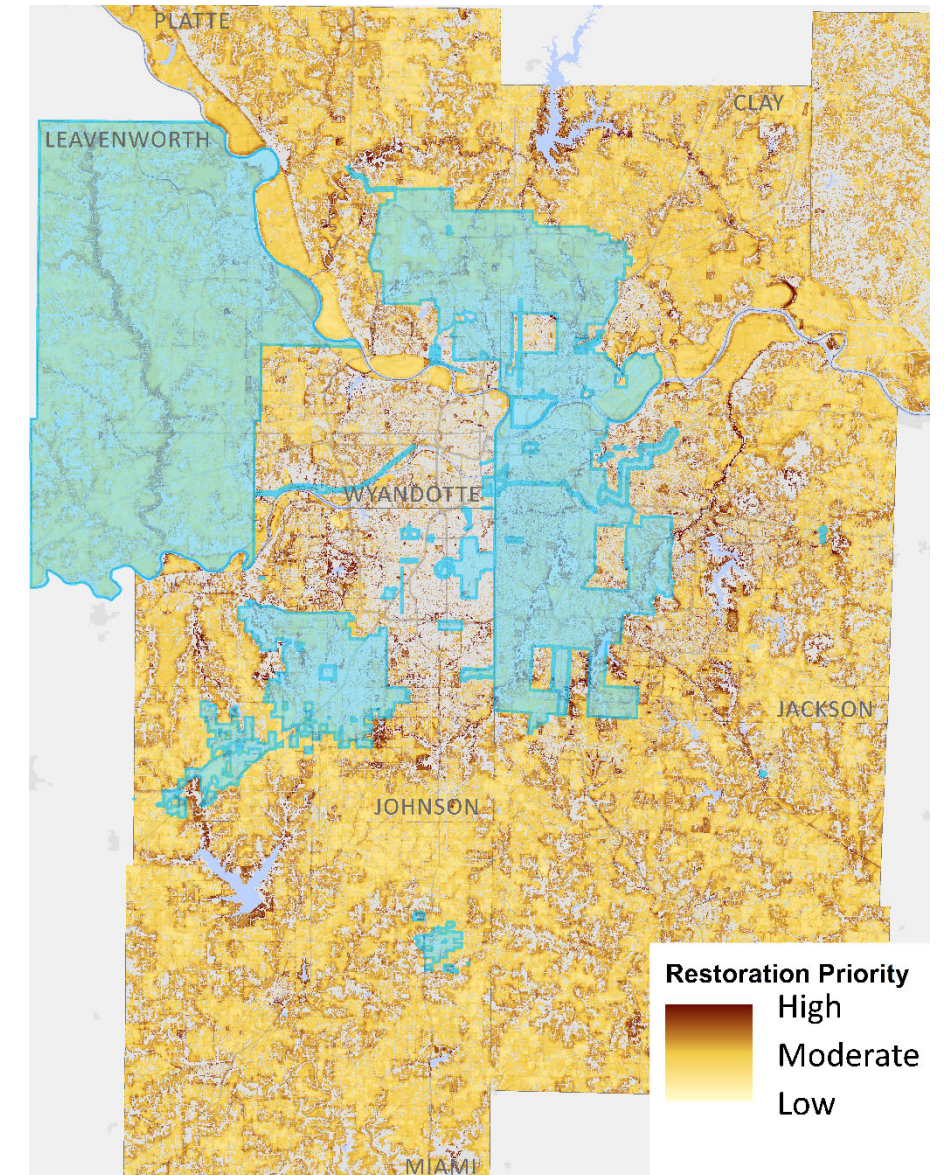 PLATTE
CLAY
LEAVENWORTH
WYANDOTTE
JACKSON
JOHNSON
MIAMI
Restoration Priority
High
Moderate
Low